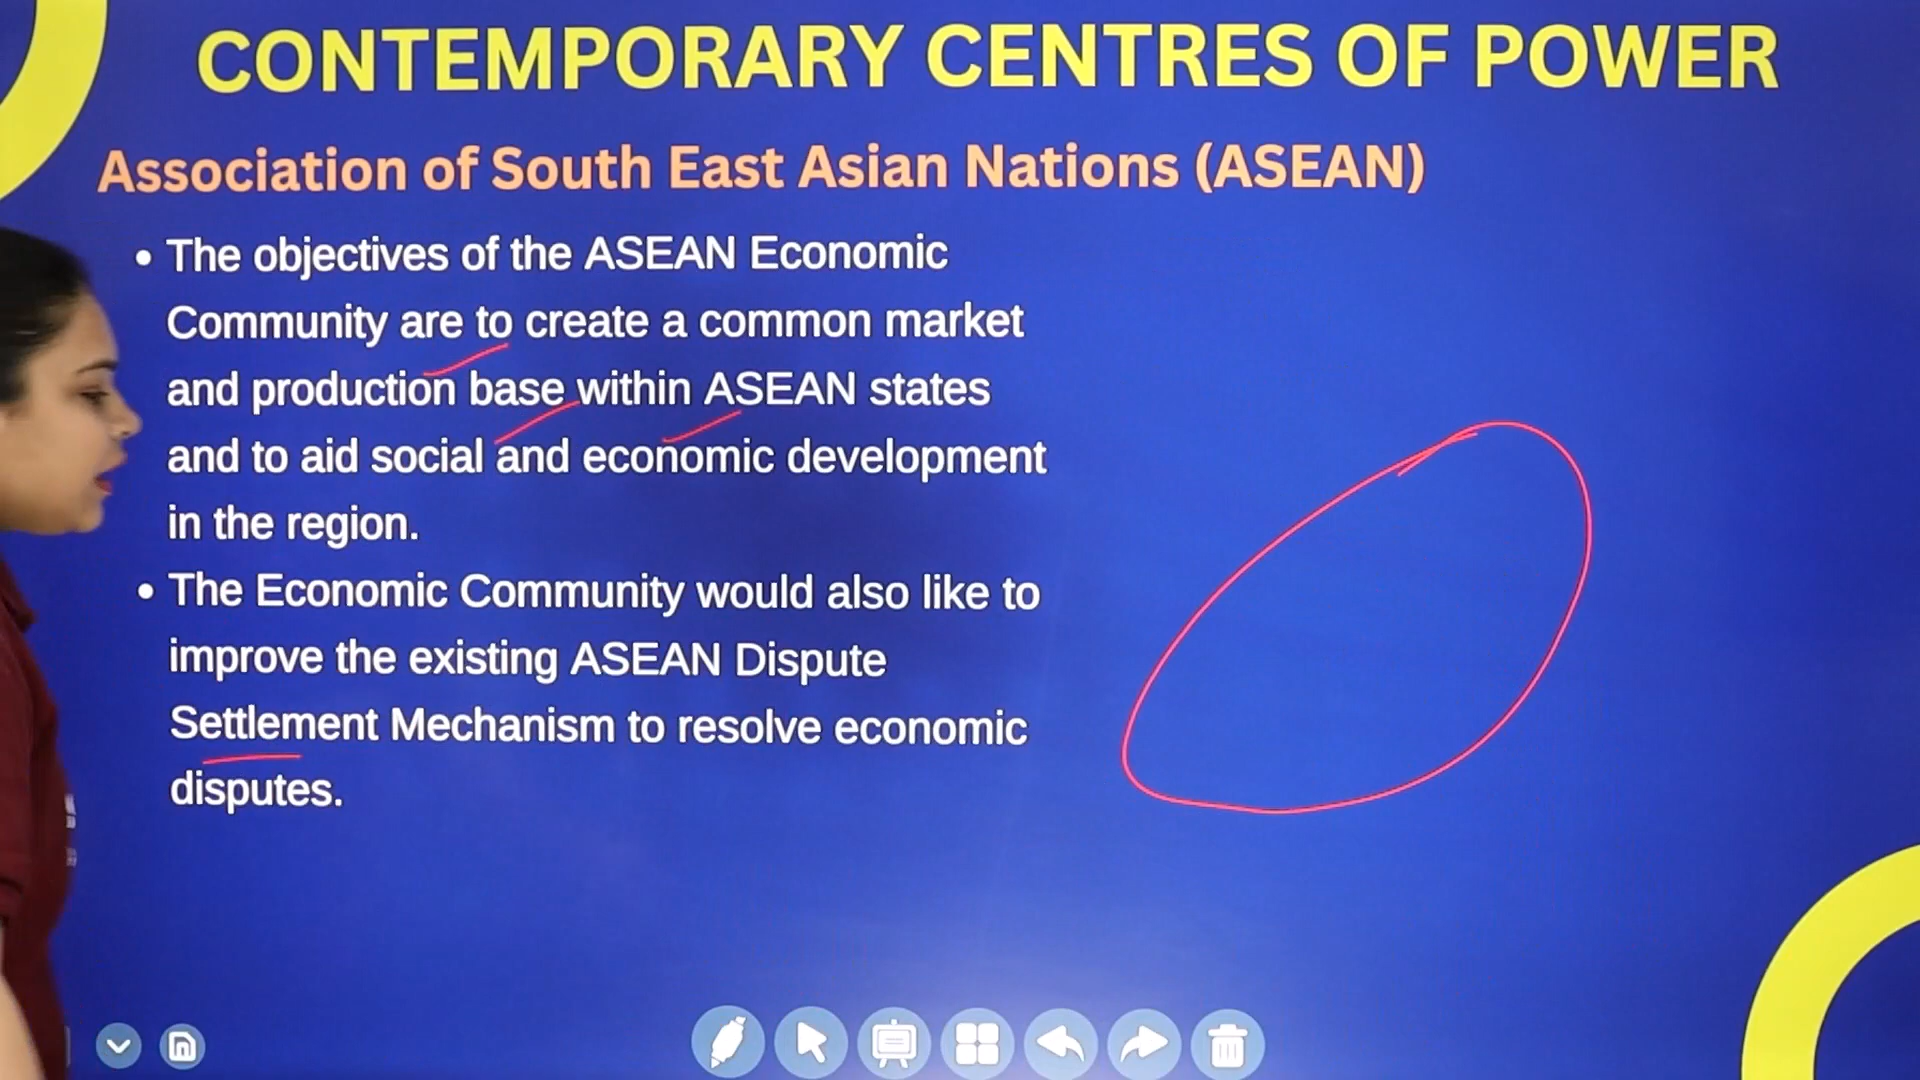 CONTEMPORARY CENTRES OF POWER
Association of South East Asian Nations (ASEAN)
• The objectives of the ASEAN Economic
Community are to create a common market
and production base within ASEAN states
and to aid social and economic development
in the region.
• The Economic Community would also like to
improve the existing ASEAN Dispute
Settlement Mechanism to resolve economic
disputes.